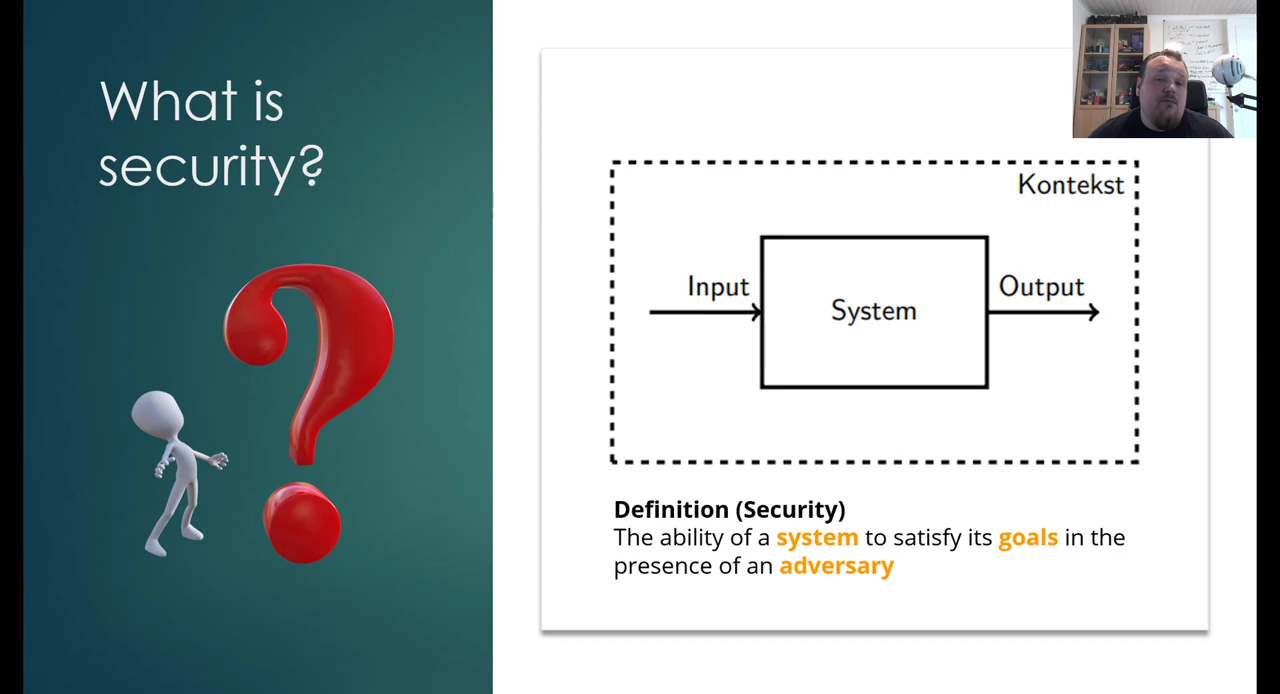 What is
security?
Kontekst
Input
System
Output
Definition (Security)
The ability of a system to satisfy its goals in the
presence of an adversary